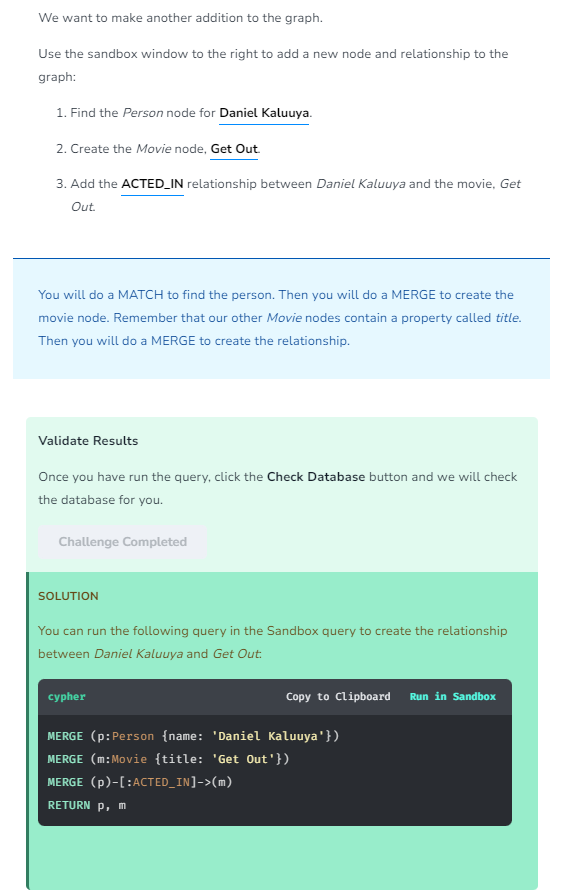 We want to make another addition to the graph.
Use the sandbox window to the right to add a new node and relationship to the
graph:
1. Find the Person node for Daniel Kaluuya.
2. Create the Movie node, Get Out.
3. Add the ACTED_IN relationship between Daniel Kaluuya and the movie, Get
Out.
You will do a MATCH to find the person. Then you will do a MERGE to create the
movie node. Remember that our other Movie nodes contain a property called title.
Then you will do a MERGE to create the relationship.
Validate Results
Once you have run the query, click the Check Database button and we will check
the database for you.
Challenge Completed
SOLUTION
You can run the following query in the Sandbox query to create the relationship
between Daniel Kaluuya and Get Out:
cypher Copy to Clipboard Run in Sandbox
MERGE (p:Person {name: 'Daniel Kaluuya'})
MERGE (m:Movie {title: 'Get Out'})
MERGE (p)-[:ACTED_IN]->(m)
RETURN p, m